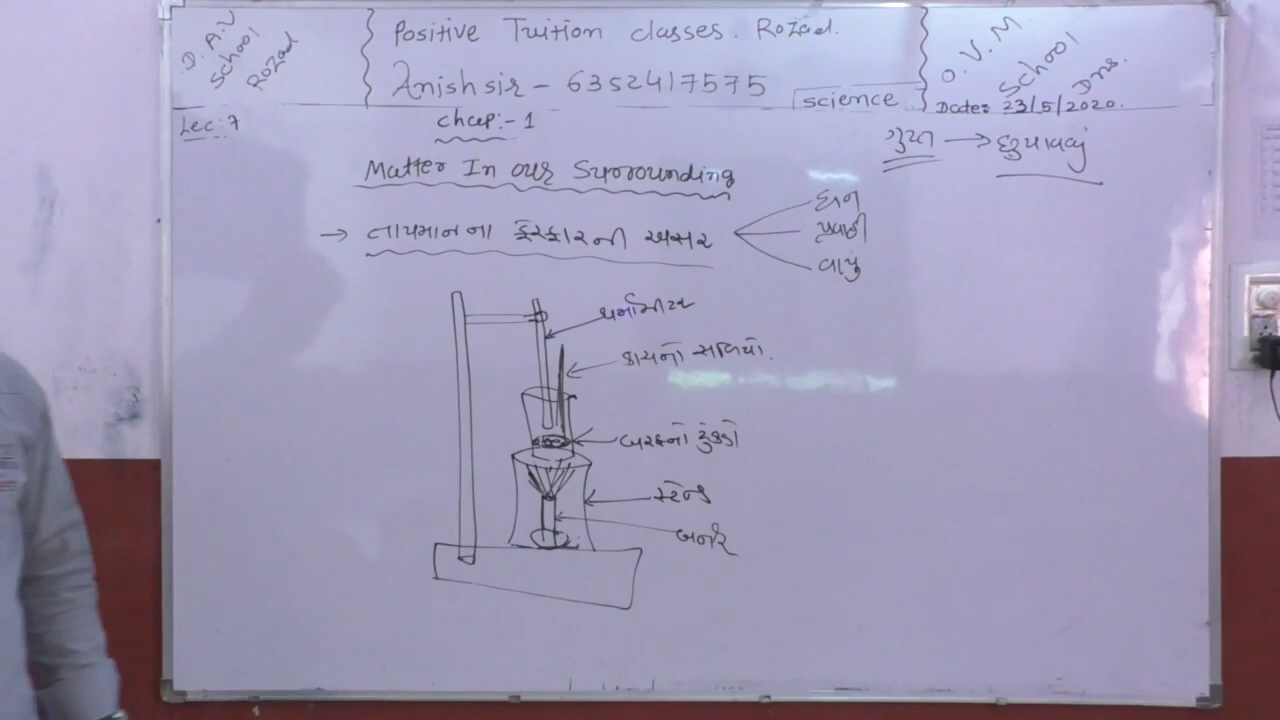 D. A. V
School
Rozad
Positive Tuition classes. Rozad.
Anish sir - 6352417575
science
O. V. M
School
Dns.
Date: 23/5/2020.
Lec: 7
chap:- 1
Matter In our Surrounding
ગુપ્ત → છુપાયેલું
→ તાપમાનના ફેરફારની અસર
ઘન
પ્રવાહી
વાયુ
થર્મોમીટર
કાચનો સળિયો.
બરફનો ટુકડો
સ્ટેન્ડ
બર્નર